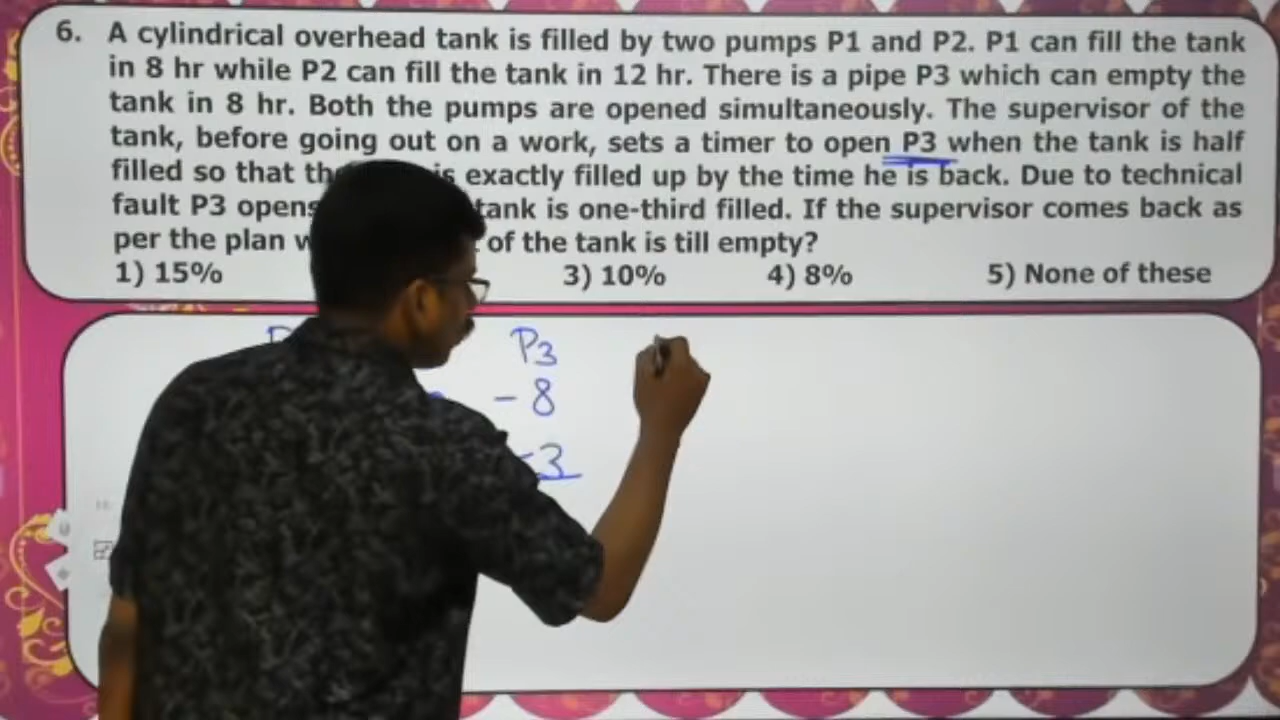 6. A cylindrical overhead tank is filled by two pumps P1 and P2. P1 can fill the tank
in 8 hr while P2 can fill the tank in 12 hr. There is a pipe P3 which can empty the
tank in 8 hr. Both the pumps are opened simultaneously. The supervisor of the
tank, before going out on a work, sets a timer to open P3 when the tank is half
filled so that is exactly filled up by the time he is back. Due to technical
fault P3 opens tank is one-third filled. If the supervisor comes back as
per the plan of the tank is till empty?
1) 15% 3) 10% 4) 8% 5) None of these
P3
- 8
-3